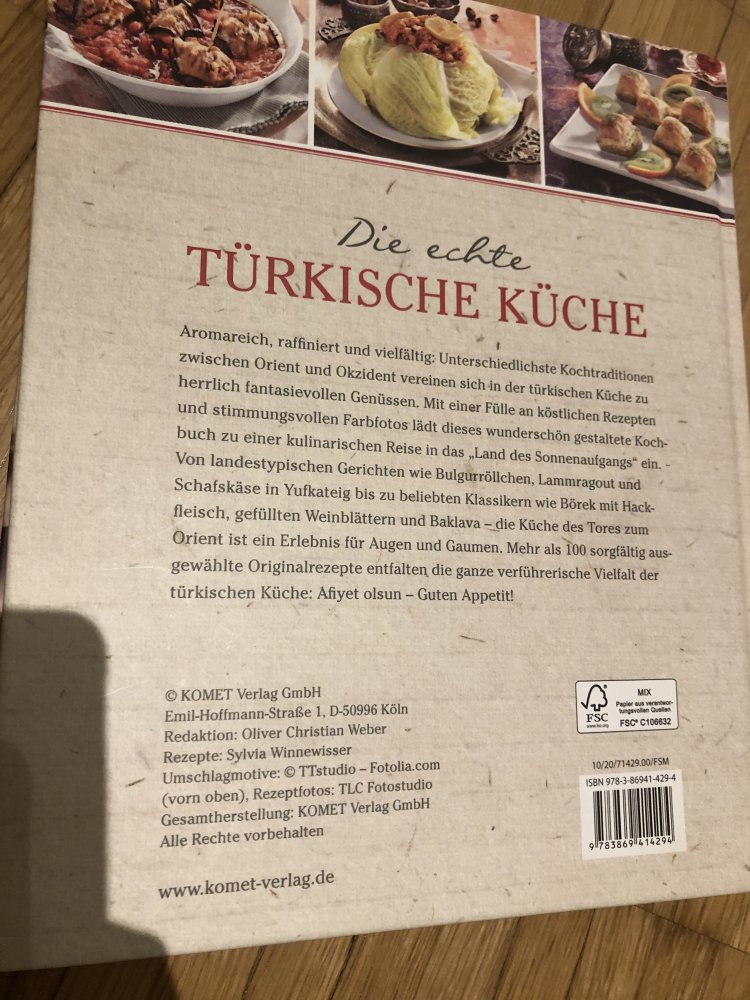 Die echte
TÜRKISCHE KÜCHE
Aromareich, raffiniert und vielfältig: Unterschiedlichste Kochtraditionen
zwischen Orient und Okzident vereinen sich in der türkischen Küche zu
herrlich fantasievollen Genüssen. Mit einer Fülle an köstlichen Rezepten
und stimmungsvollen Farbfotos lädt dieses wunderschön gestaltete Koch-
buch zu einer kulinarischen Reise in das „Land des Sonnenaufgangs“ ein. -
Von landestypischen Gerichten wie Bulgurröllchen, Lammragout und
Schafskäse in Yufkateig bis zu beliebten Klassikern wie Börek mit Hack-
fleisch, gefüllten Weinblättern und Baklava – die Küche des Tores zum
Orient ist ein Erlebnis für Augen und Gaumen. Mehr als 100 sorgfältig aus-
gewählte Originalrezepte entfalten die ganze verführerische Vielfalt der
türkischen Küche: Afiyet olsun – Guten Appetit!
© KOMET Verlag GmbH
Emil-Hoffmann-Straße 1, D-50996 Köln
Redaktion: Oliver Christian Weber
Rezepte: Sylvia Winnewisser
Umschlagmotive: © TTstudio – Fotolia.com
(vorn oben), Rezeptfotos: TLC Fotostudio
Gesamtherstellung: KOMET Verlag GmbH
Alle Rechte vorbehalten
www.komet-verlag.de
FSC
www.fsc.org
MIX
Papier aus verantwor-
tungsvollen Quellen
FSC® C106632
10/20/71429.00/FSM
ISBN 978-3-86941-429-4
9 783869 414294